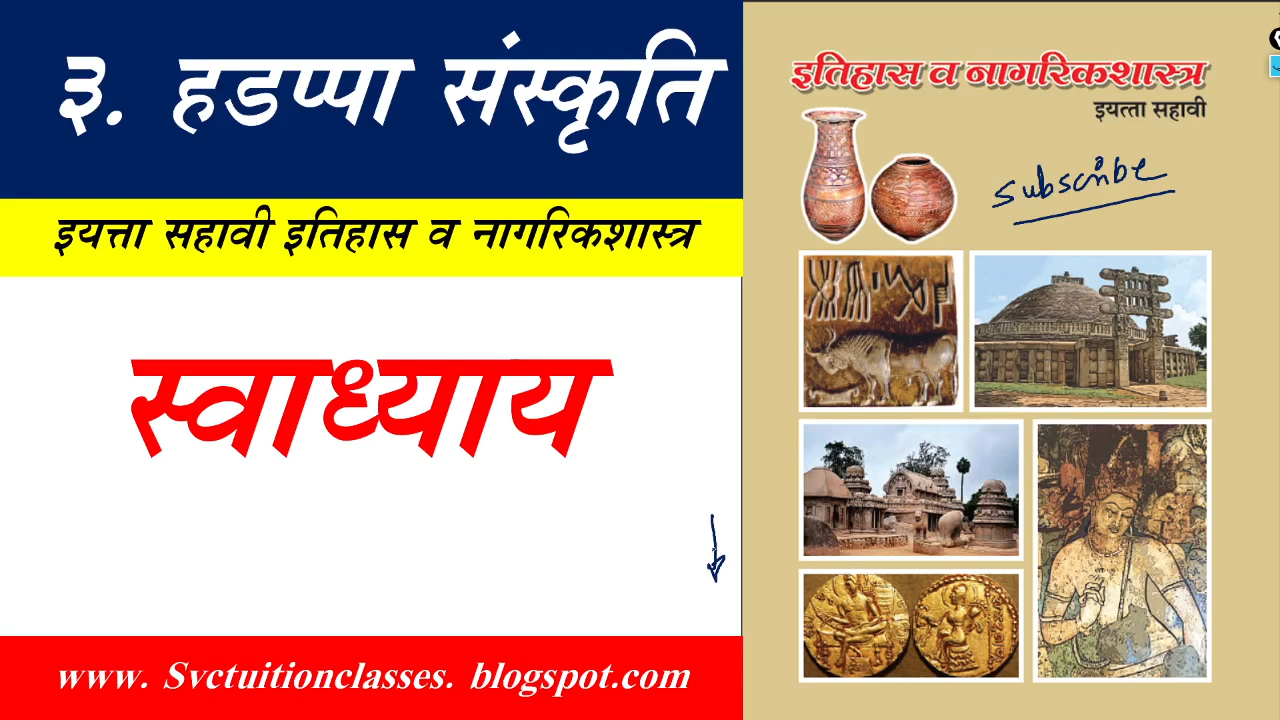 ३. हडप्पा संस्कृति
इयत्ता सहावी इतिहास व नागरिकशास्त्र
स्वाध्याय
www. Svctuitionclasses. blogspot.com
इतिहास व नागरिकशास्त्र
इयत्ता सहावी
Subscribe